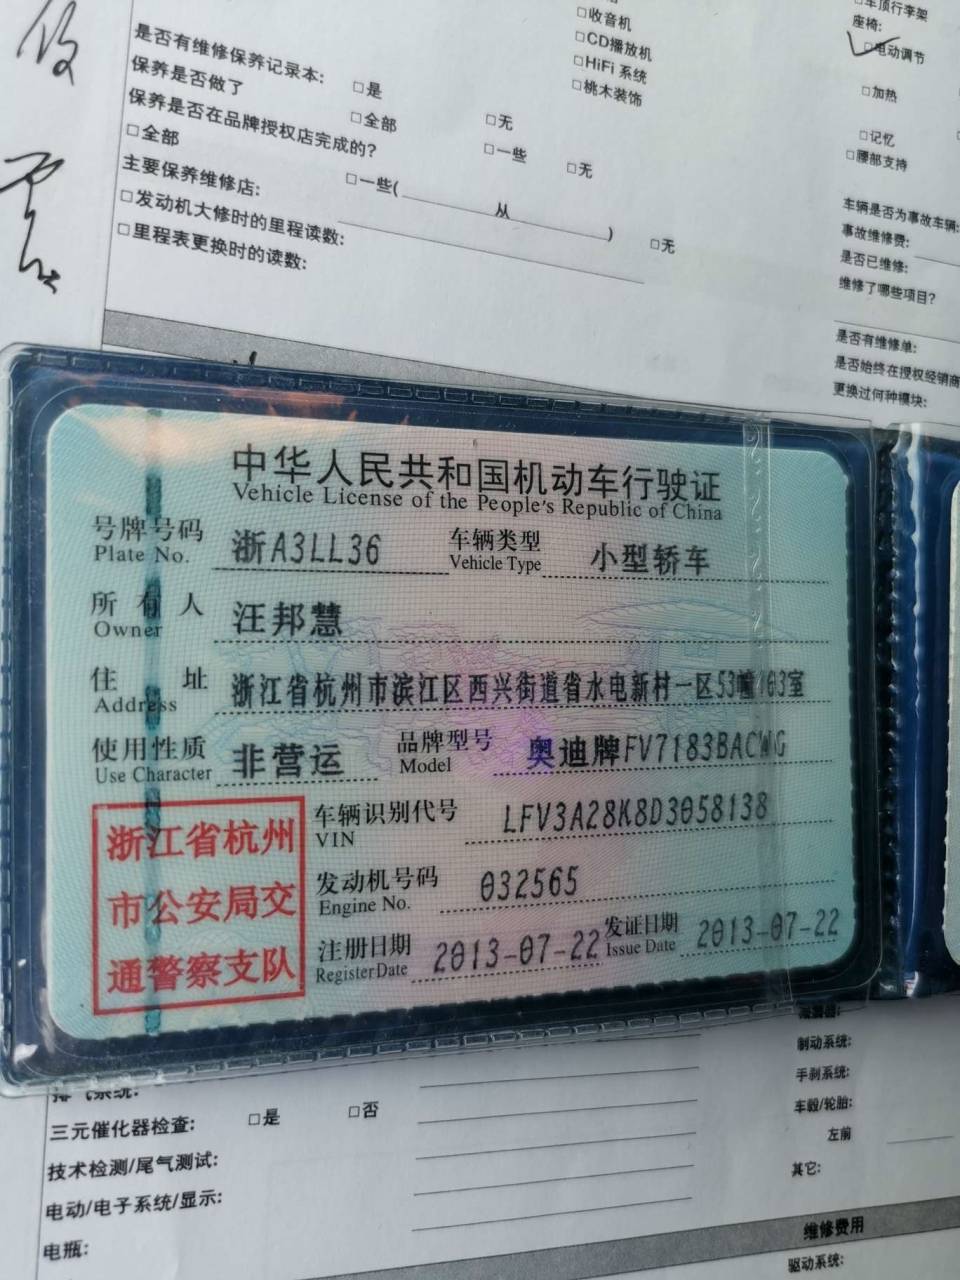 是否有维修保养记录本: □是
保养是否做了 □全部 □无
保养是否在品牌授权店完成的? □一些 □无
□全部
主要保养维修店: □一些( 从 ) □无
□发动机大修时的里程读数:
□里程表更换时的读数:
□收音机
□CD播放机
□HiFi 系统
□桃木装饰
□车顶行李架
座椅:
□电动调节
□加热
□记忆
□腰部支持
车辆是否为事故车辆:
事故维修费:
是否已维修:
维修了哪些项目?
是否有维修单:
是否始终在授权经销商
更换过何种模块:
中华人民共和国机动车行驶证
Vehicle License of the People's Republic of China
号牌号码 浙A3LL36 车辆类型 小型轿车
Plate No. Vehicle Type
所有人 汪邦慧
Owner
住址 浙江省杭州市滨江区西兴街道省水电新村一区53幢103室
Address
使用性质 非营运 品牌型号 奥迪牌FV7183BACWG
Use Character Model
浙江省杭州
市公安局交
通警察支队
车辆识别代号 LFV3A28K8D3058138
VIN
发动机号码 032565
Engine No.
注册日期 2013-07-22 发证日期 2013-07-22
Register Date Issue Date
三元催化器检查: □是 □否
技术检测/尾气测试:
电动/电子系统/显示:
电瓶:
制动系统:
手刹系统:
车毂/轮胎:
左前
其它:
维修费用
驱动系统: